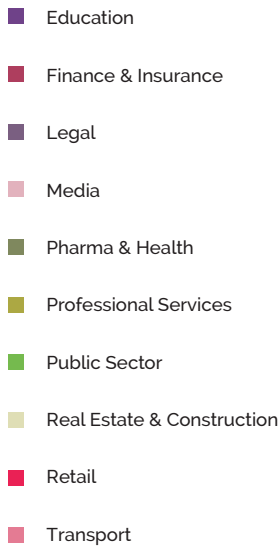 Education
Finance & Insurance
Legal
Media
Pharma & Health
Professional Services
Public Sector
Real Estate & Construction
Retail
Transport